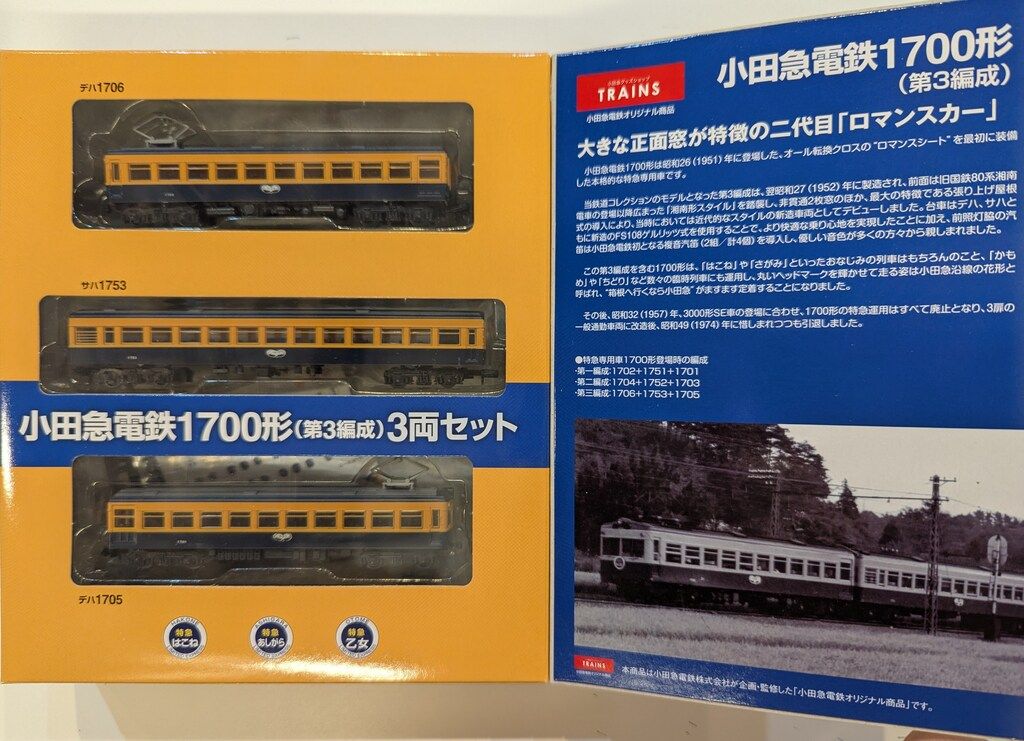 デハ1706
サハ1753
小田急電鉄1700形(第3編成)3両セット
デハ1705
HAKONE
特急
はこね
ASHIGARA
特急
あしがら
OTOME
特急
乙女
小田急グッズショップ
TRAINS
小田急電鉄オリジナル商品
小田急電鉄1700形
(第3編成)
大きな正面窓が特徴の二代目「ロマンスカー」
小田急電鉄1700形は昭和26(1951)年に登場した、オール転換クロスの“ロマンスシート”を最初に装備
した本格的な特急専用車です。
当鉄道コレクションのモデルとなった第3編成は、翌昭和27(1952)年に製造され、前面は旧国鉄80系湘南
電車の登場以降広まった「湘南形スタイル」を踏襲し、非貫通2枚窓のほか、最大の特徴である張り上げ屋根
式の導入により、当時においては近代的なスタイルの新造車両としてデビューしました。台車はデハ、サハと
もに新造のFS108ゲルリッツ式を使用することで、より快適な乗り心地を実現したことに加え、前照灯脇の汽
笛は小田急電鉄初となる複音汽笛(2組/計4個)を導入し、優しい音色が多くの方々から親しまれました。
この第3編成を含む1700形は、「はこね」や「さがみ」といったおなじみの列車はもちろんのこと、「かも
め」や「ちどり」など数々の臨時列車にも運用し、丸いヘッドマークを輝かせて走る姿は小田急沿線の花形と
呼ばれ、“箱根へ行くなら小田急”がますます定着することになりました。
その後、昭和32(1957)年、3000形SE車の登場に合わせ、1700形の特急運用はすべて廃止となり、3扉の
一般通勤車両に改造後、昭和49(1974)年に惜しまれつつも引退しました。
●特急専用車1700形登場時の編成
・第一編成:1702+1751+1701
・第二編成:1704+1752+1703
・第三編成:1706+1753+1705
TRAINS
本商品は小田急電鉄株式会社が企画・監修した「小田急電鉄オリジナル商品」です。